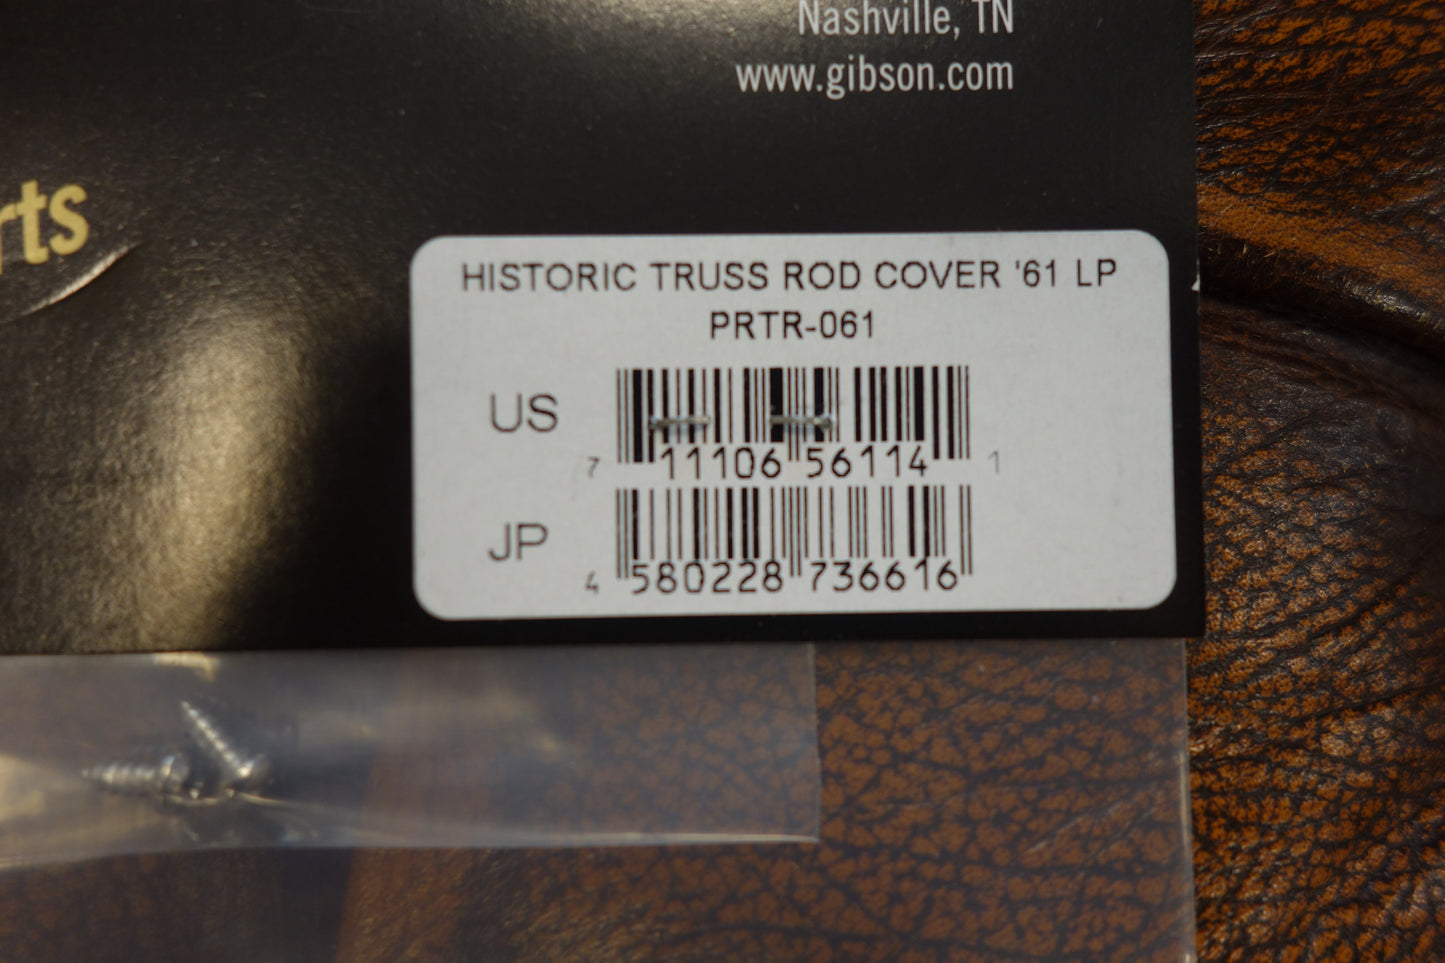 Nashville, TN
www.gibson.com
HISTORIC TRUSS ROD COVER '61 LP
PRTR-061
US
7 11106 56114 1
JP
4 580228 736616